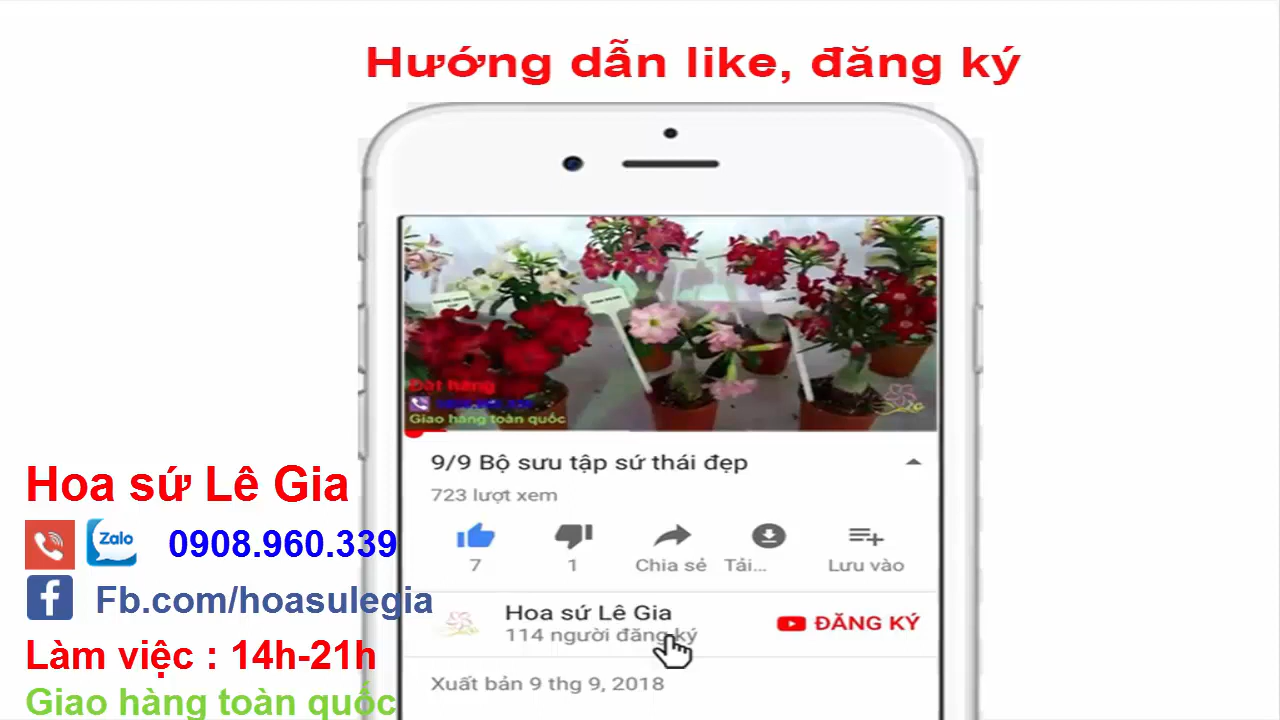 Hướng dẫn like, đăng ký
Đặt hàng
Giao hàng toàn quốc
9/9 Bộ sưu tập sứ thái đẹp
723 lượt xem
7
1
Chia sẻ
Tải...
Lưu vào
Hoa sứ Lê Gia
114 người đăng ký
ĐĂNG KÝ
Xuất bản 9 thg 9, 2018
Hoa sứ Lê Gia
Zalo
0908.960.339
Fb.com/hoasulegia
Làm việc : 14h-21h
Giao hàng toàn quốc